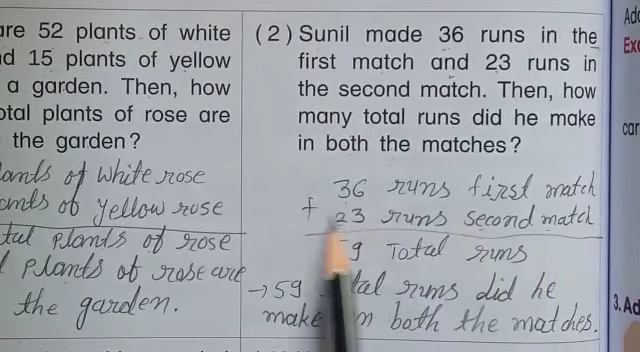 are 52 plants of white
d 15 plants of yellow
a garden. Then, how
otal plants of rose are
the garden?
ants of white rose
of yellow rose
tal plants of rose
plants of rose are
the garden.
(2) Sunil made 36 runs in the
first match and 23 runs in
the second match. Then, how
many total runs did he make
in both the matches?
36 runs first match
+ 23 runs second match
9 Total runs
→ 59 tal runs did he
make in both the matches.
Ad
Ex
car
3. Ad